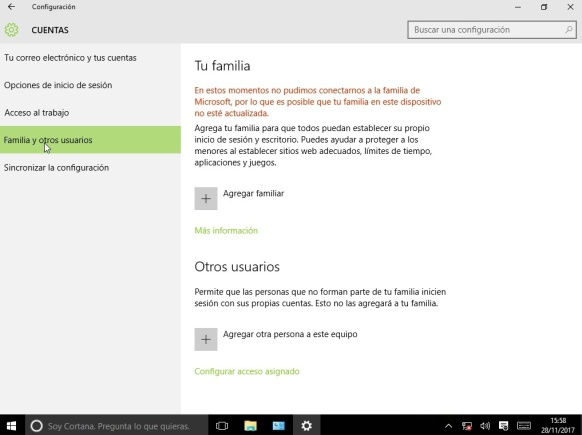 Configuración
CUENTAS
Buscar una configuración
Tu correo electrónico y tus cuentas
Opciones de inicio de sesión
Acceso al trabajo
Familia y otros usuarios
Sincronizar la configuración
Tu familia
En estos momentos no pudimos conectarnos a la familia de
Microsoft, por lo que es posible que tu familia en este dispositivo
no esté actualizada.
Agrega tu familia para que todos puedan establecer su propio
inicio de sesión y escritorio. Puedes ayudar a proteger a los
menores al establecer sitios web adecuados, límites de tiempo,
aplicaciones y juegos.
Agregar familiar
Más información
Otros usuarios
Permite que las personas que no forman parte de tu familia inicien
sesión con sus propias cuentas. Esto no las agregará a tu familia.
Agregar otra persona a este equipo
Configurar acceso asignado
Soy Cortana. Pregunta lo que quieras.
15:58
28/11/2017